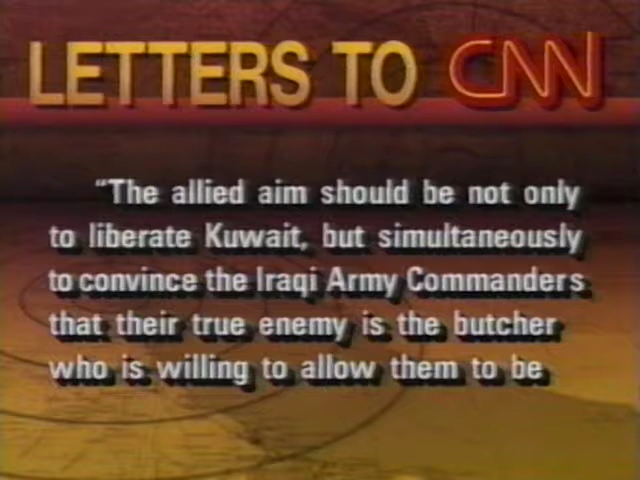 LETTERS TO CNN
“The allied aim should be not only
to liberate Kuwait, but simultaneously
to convince the Iraqi Army Commanders
that their true enemy is the butcher
who is willing to allow them to be